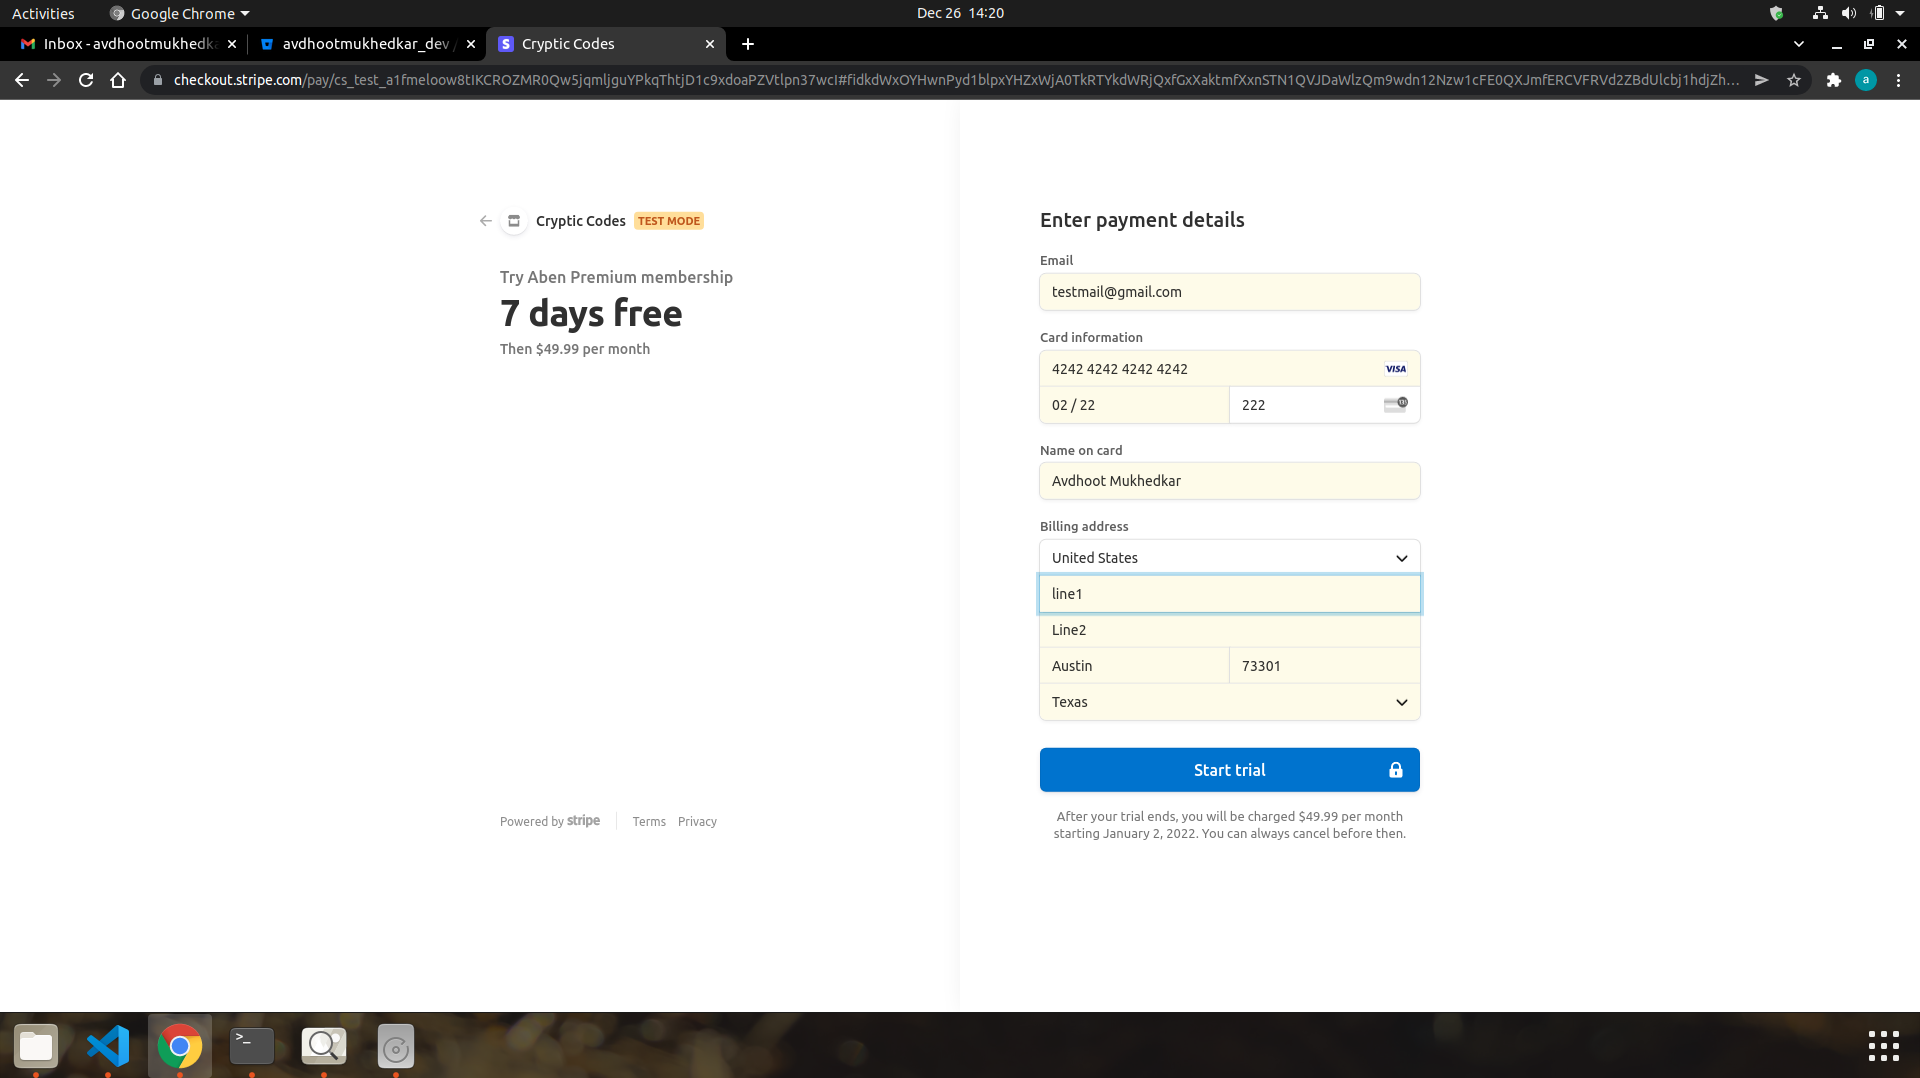 Activities
Google Chrome
Dec 26 14:20
Inbox - avdhootmukhedka
avdhootmukhedkar_dev /
Cryptic Codes
checkout.stripe.com/pay/cs_test_a1fmeloow8tIKCROZMR0Qw5jqmljguYPkqThtjD1c9xdoaPZVtlpn37wcI#fidkdWxOYHwnPyd1blpxYHZxWjA0TkRTYkdWRjQxfGxXaktmfXxnSTN1QVJDaWlzQm9wdn12Nzw1cFE0QXJmfERCVFRVd2ZBdUlcbj1hdjZh...
a
Cryptic Codes TEST MODE
Try Aben Premium membership
7 days free
Then $49.99 per month
Powered by stripe
Terms
Privacy
Enter payment details
Email
testmail@gmail.com
Card information
4242 4242 4242 4242
VISA
02 / 22
222
Name on card
Avdhoot Mukhedkar
Billing address
United States
line1
Line2
Austin
73301
Texas
Start trial
After your trial ends, you will be charged $49.99 per month
starting January 2, 2022. You can always cancel before then.